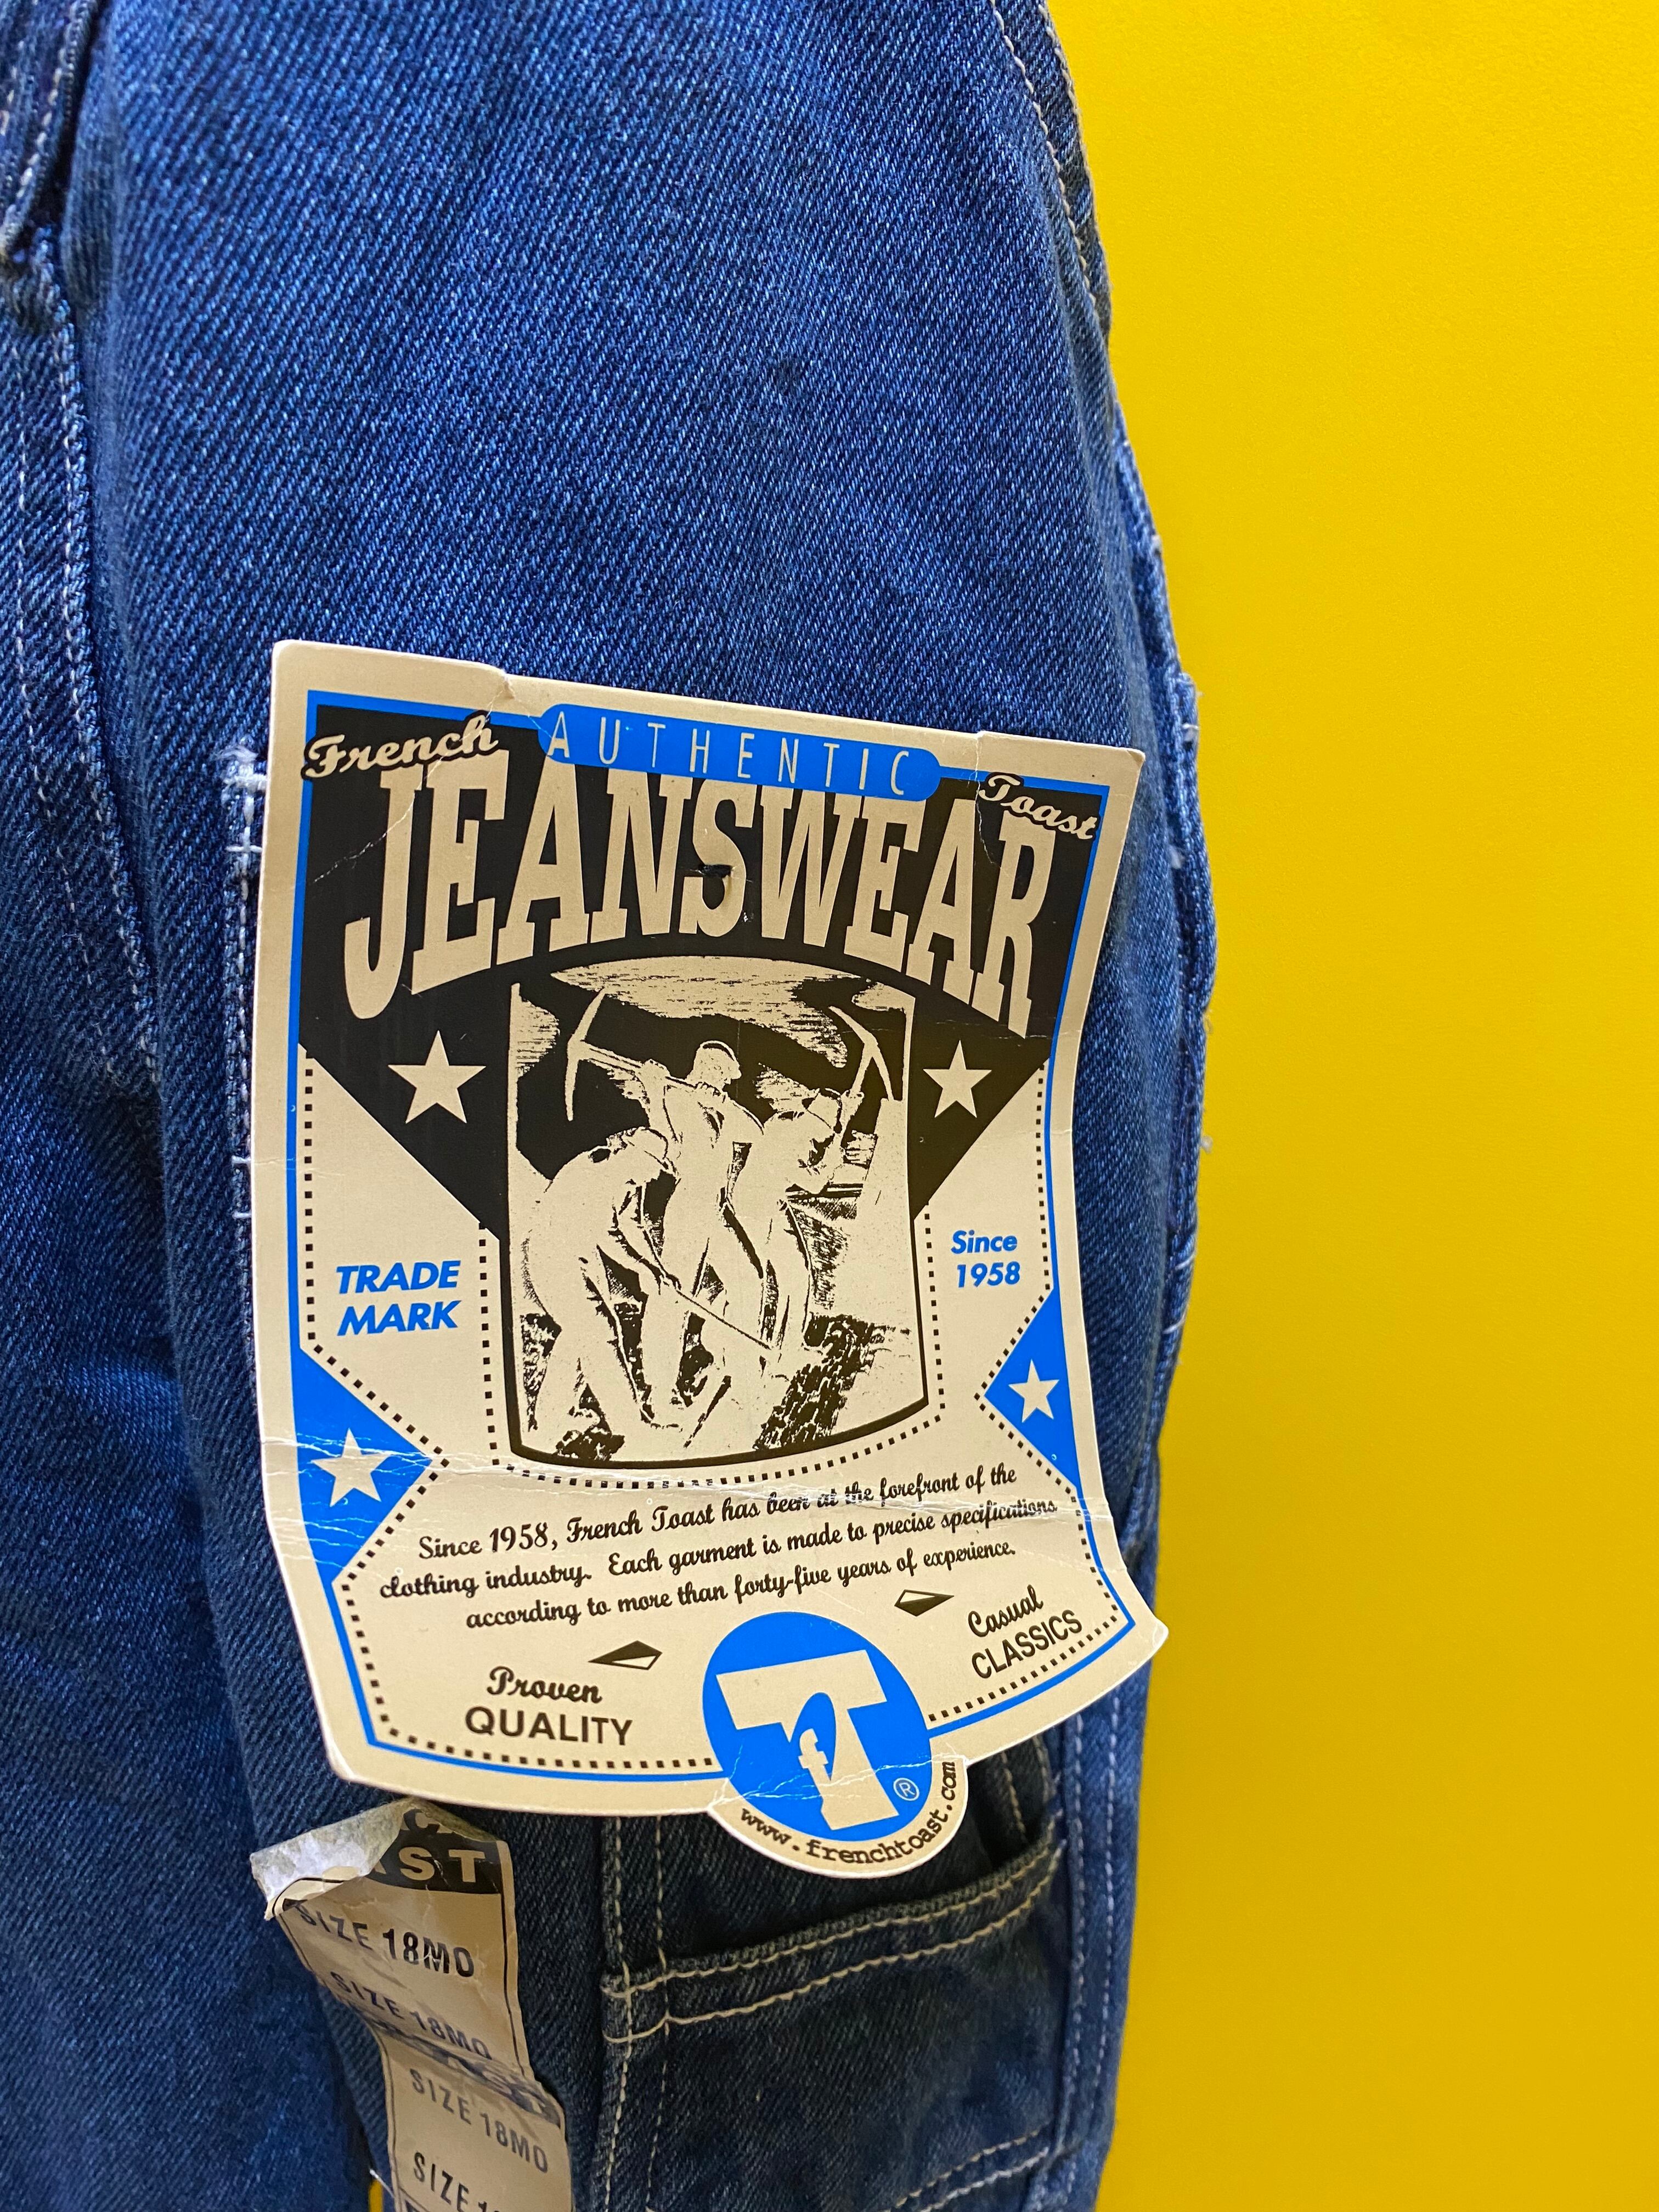 AUTHENTIC
French Toast
JEANSWEAR
TRADE
MARK
Since
1958
Since 1958, French Toast has been at the forefront of the
clothing industry. Each garment is made to precise specifications
according to more than forty-five years of experience.
Proven
QUALITY
Casual
CLASSICS
fT®
www.frenchtoast.com
AST
SIZE 18MO
SIZE 18MO
SIZE 18MO
SIZE